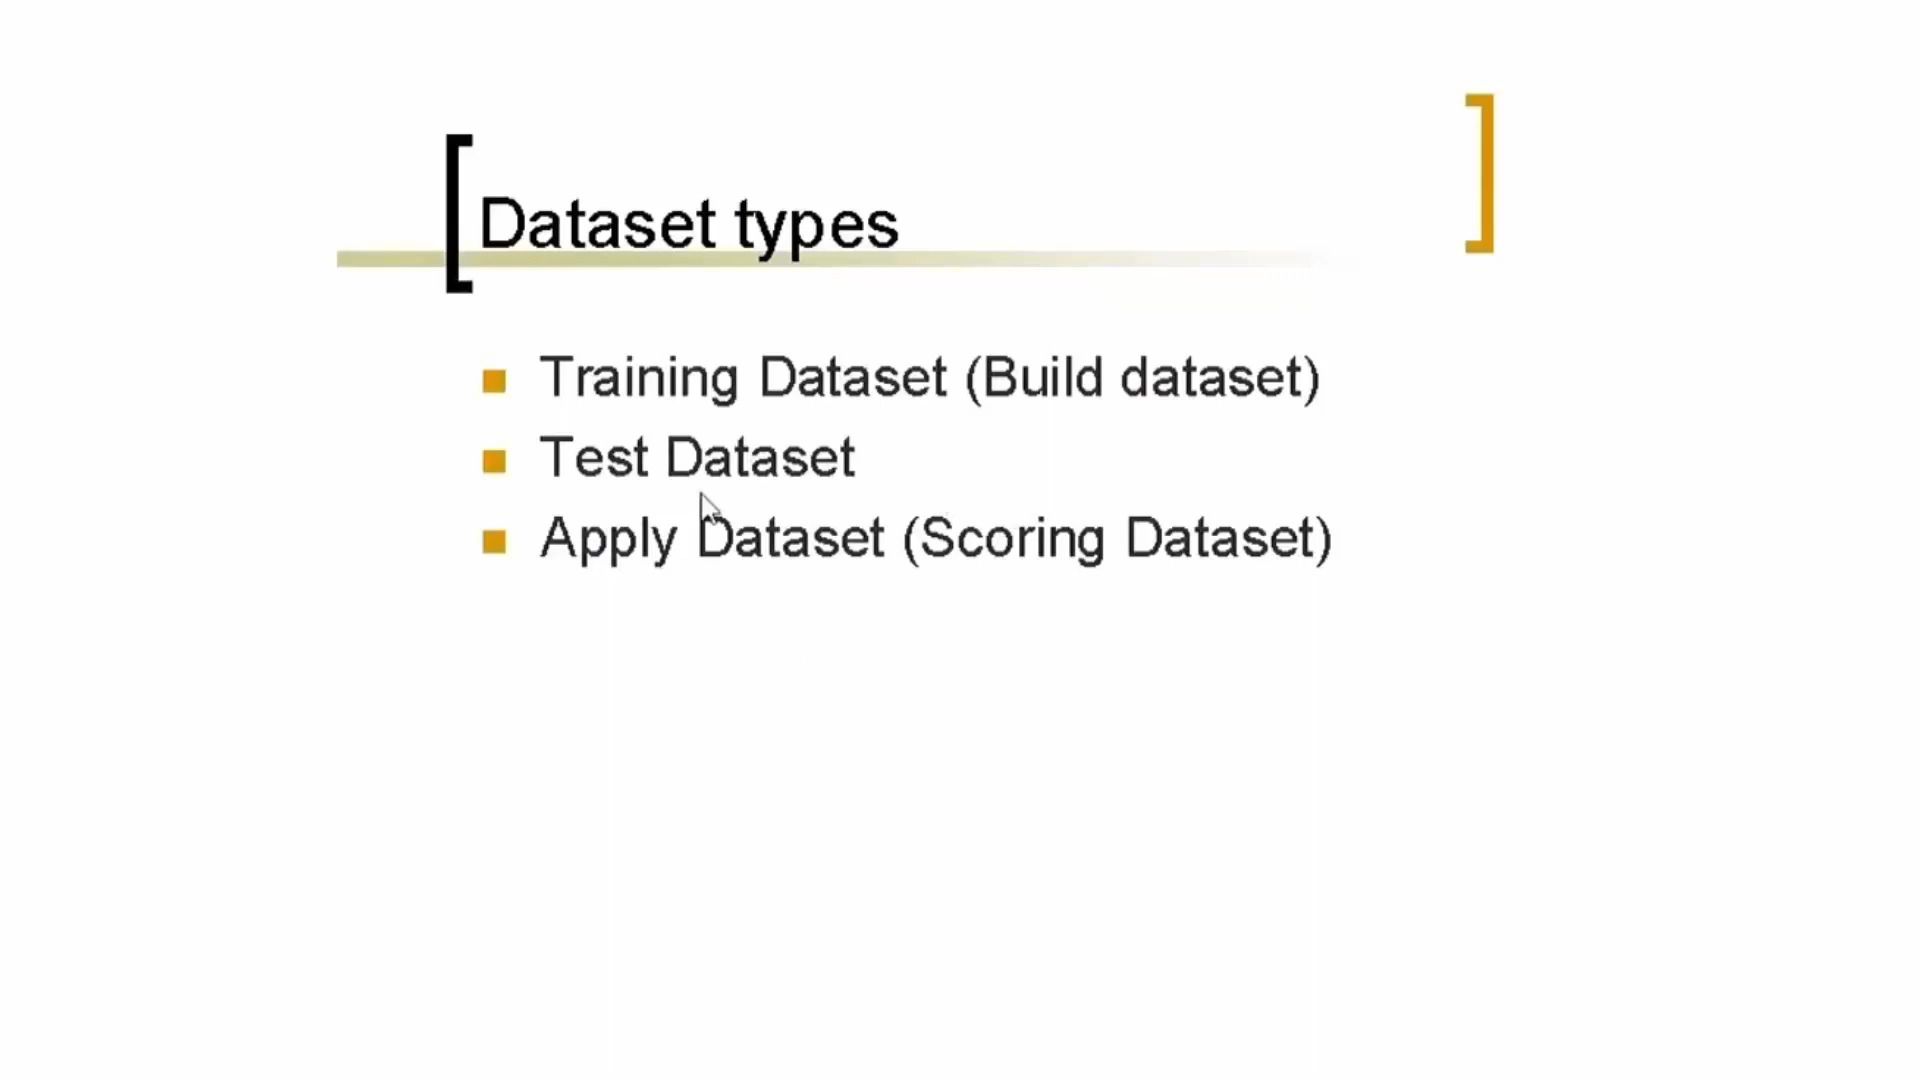 Dataset types
Training Dataset (Build dataset)
Test Dataset
Apply Dataset (Scoring Dataset)